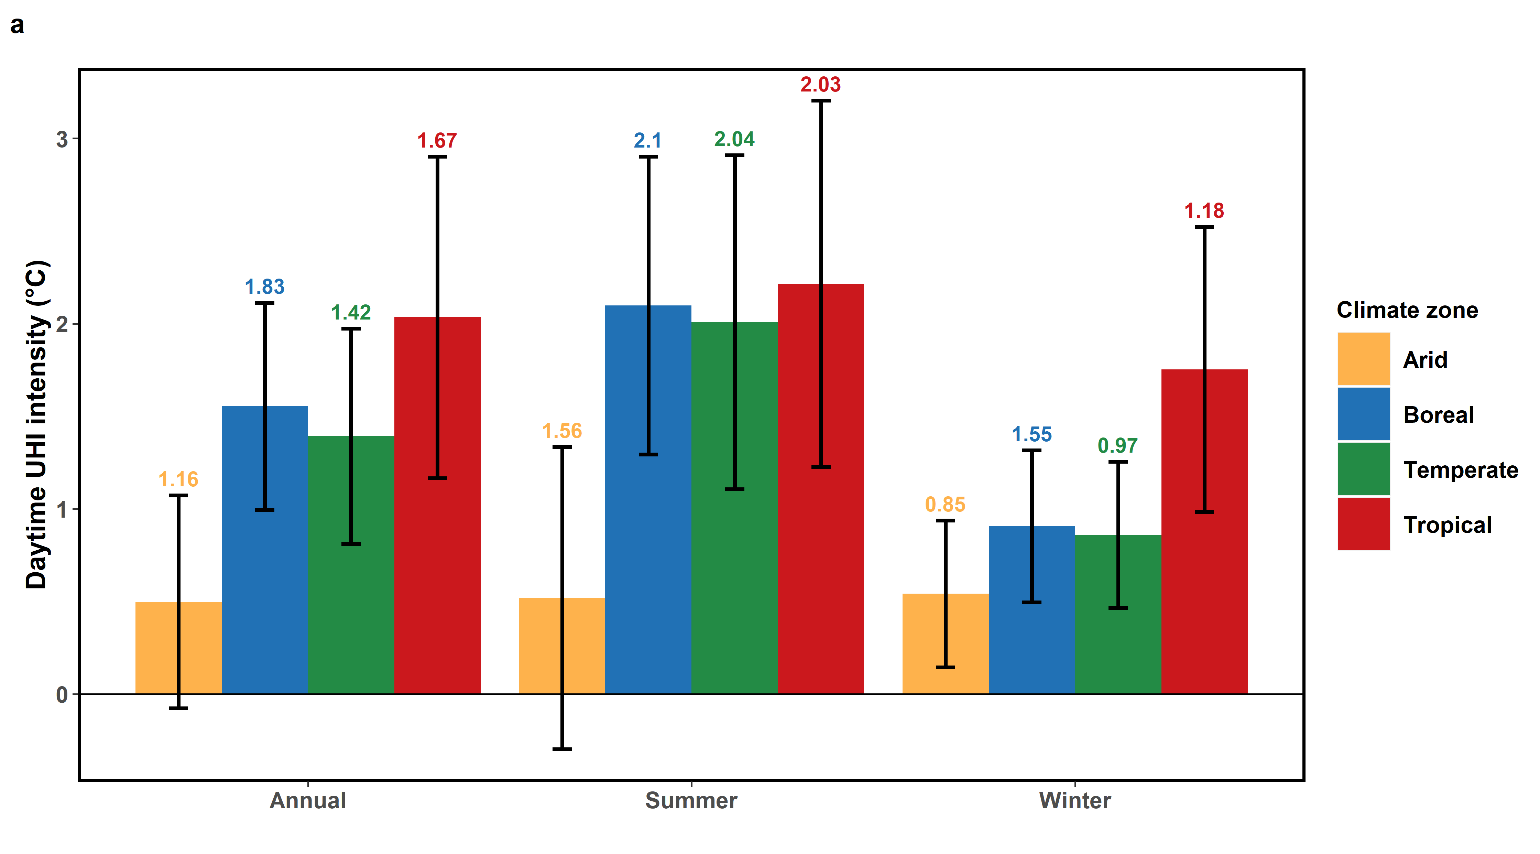 a
Daytime UHI intensity (°C)
3
2
1
0
1.16
1.83
1.42
1.67
1.56
2.1
2.04
2.03
0.85
1.55
0.97
1.18
Annual
Summer
Winter
Climate zone
Arid
Boreal
Temperate
Tropical